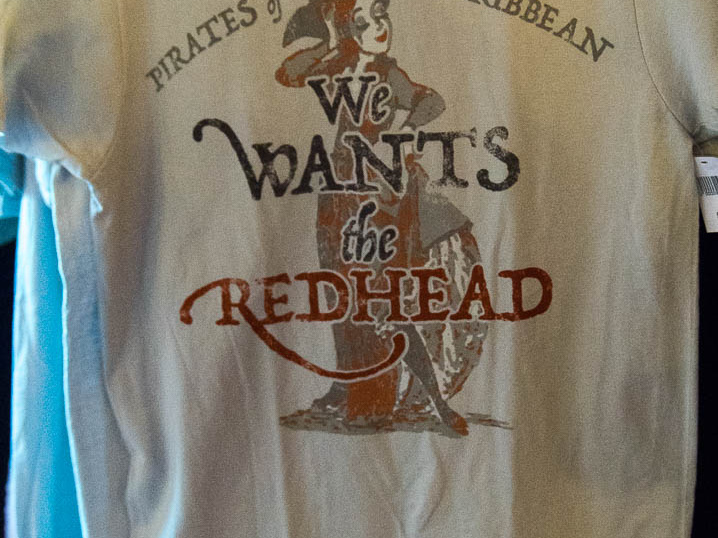 PIRATES of
RIBBEAN
We
WANTS
the
REDHEAD